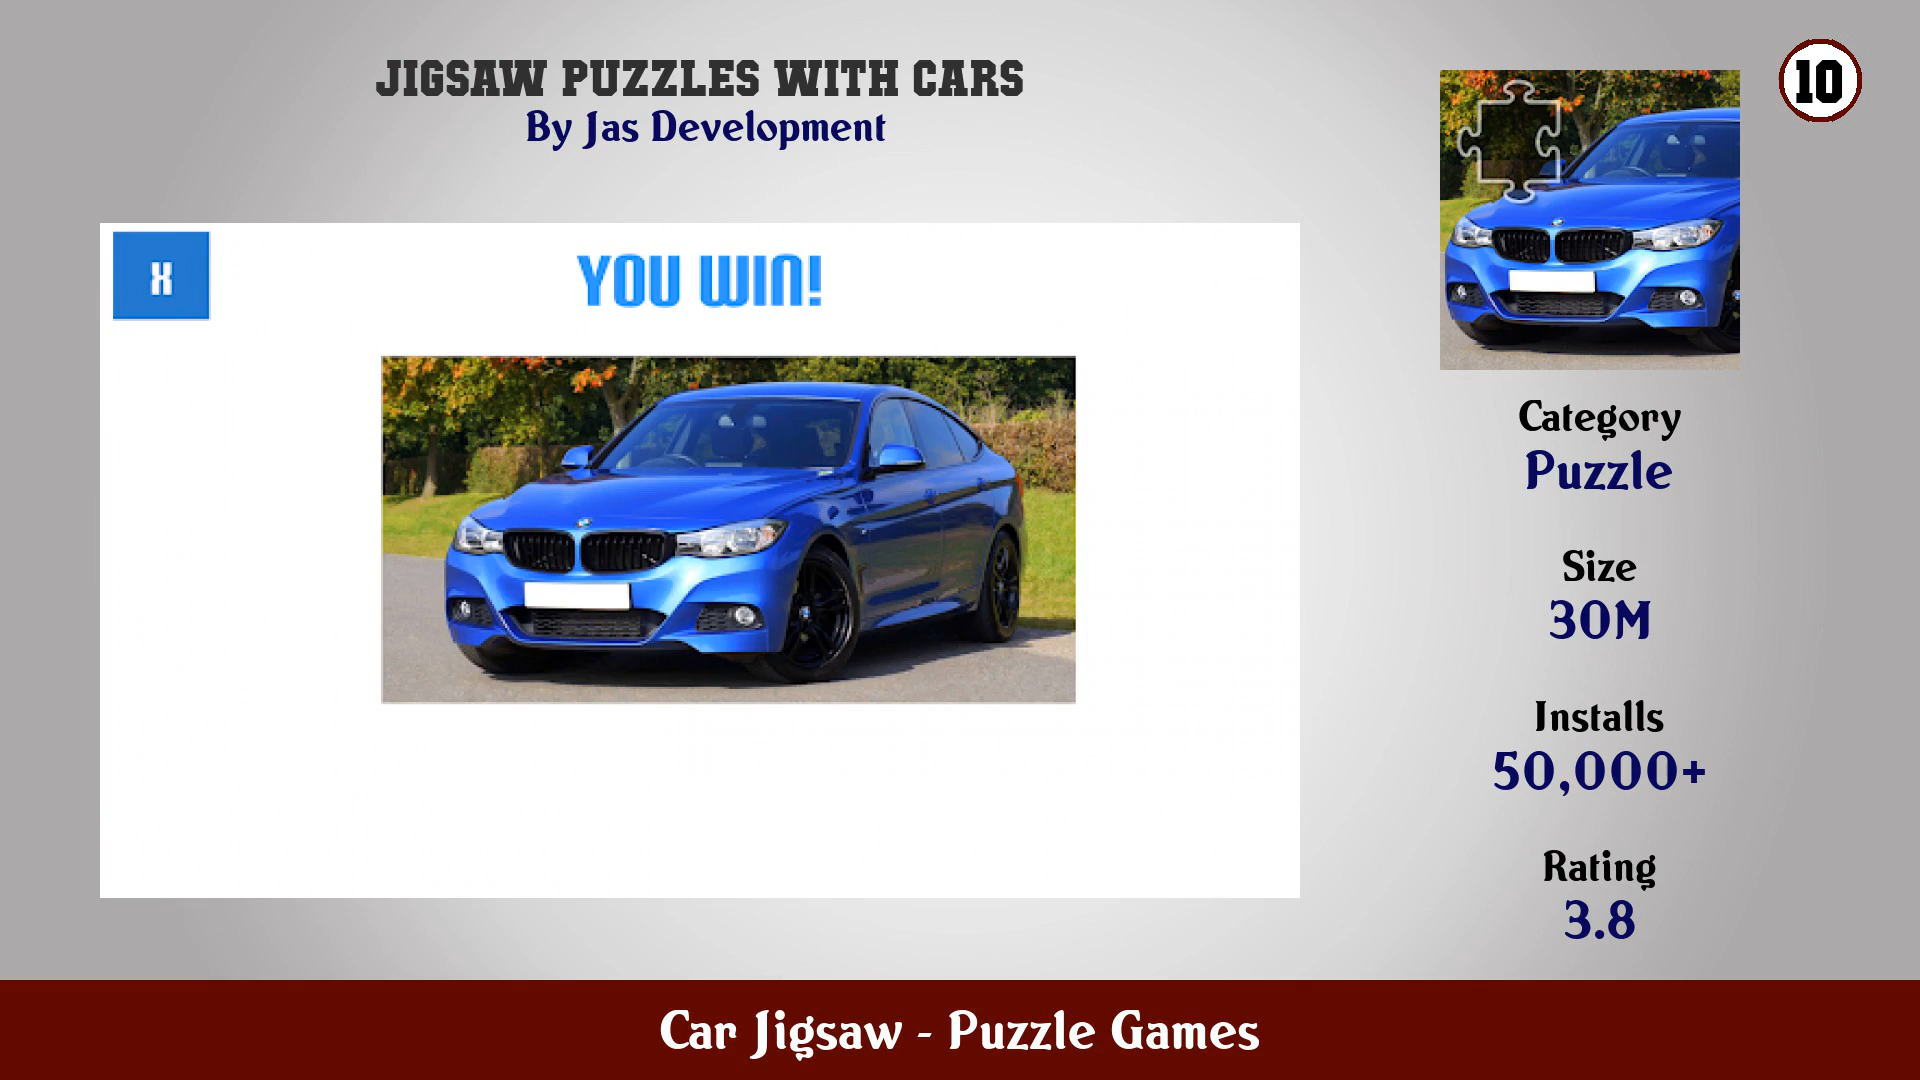 JIGSAW PUZZLES WITH CARS
By Jas Development
10
X
YOU WIN!
Category
Puzzle
Size
30M
Installs
50,000+
Rating
3.8
Car Jigsaw - Puzzle Games